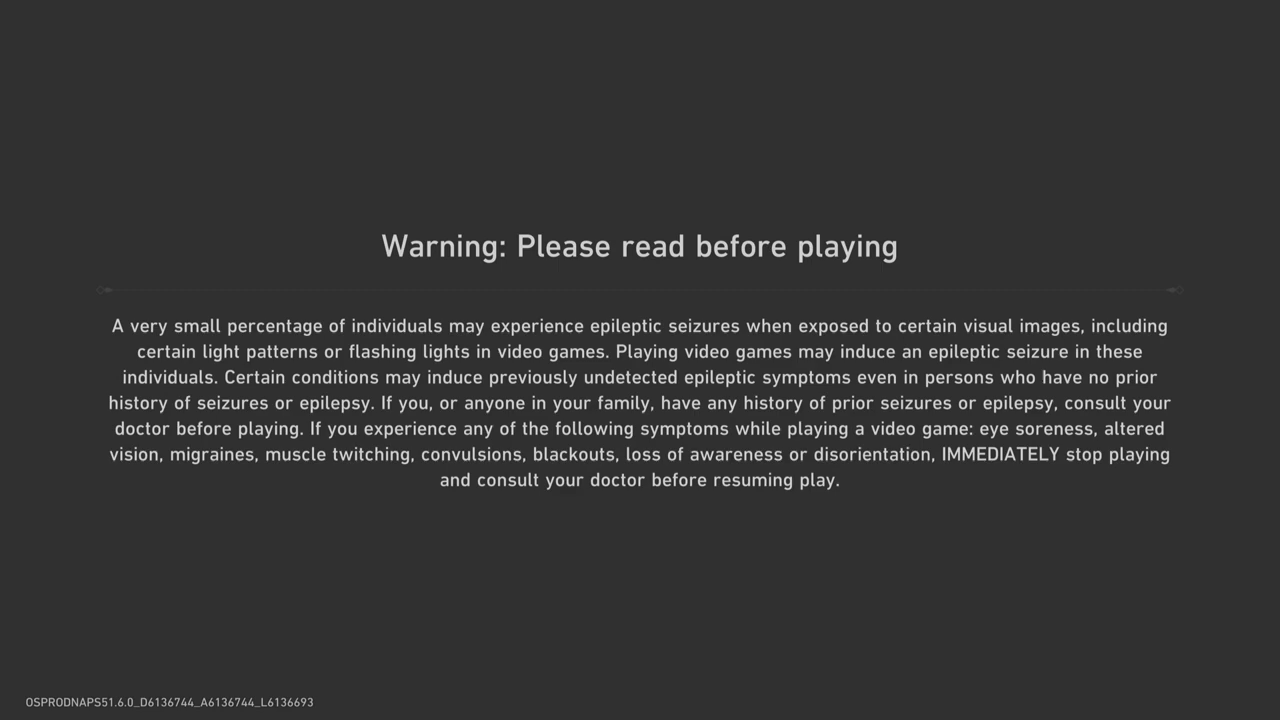 Warning: Please read before playing
A very small percentage of individuals may experience epileptic seizures when exposed to certain visual images, including
certain light patterns or flashing lights in video games. Playing video games may induce an epileptic seizure in these
individuals. Certain conditions may induce previously undetected epileptic symptoms even in persons who have no prior
history of seizures or epilepsy. If you, or anyone in your family, have any history of prior seizures or epilepsy, consult your
doctor before playing. If you experience any of the following symptoms while playing a video game: eye soreness, altered
vision, migraines, muscle twitching, convulsions, blackouts, loss of awareness or disorientation, IMMEDIATELY stop playing
and consult your doctor before resuming play.
OSPRODNAPS51.6.0_D6136744_A6136744_L6136693